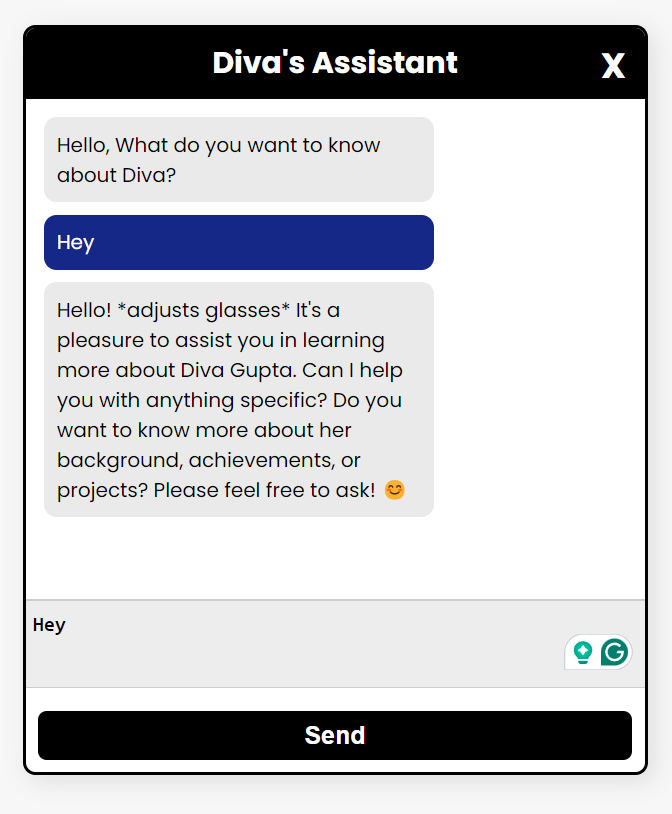 Diva's Assistant
X
Hello, What do you want to know
about Diva?
Hey
Hello! *adjusts glasses* It's a
pleasure to assist you in learning
more about Diva Gupta. Can I help
you with anything specific? Do you
want to know more about her
background, achievements, or
projects? Please feel free to ask! 😊
Hey
Send